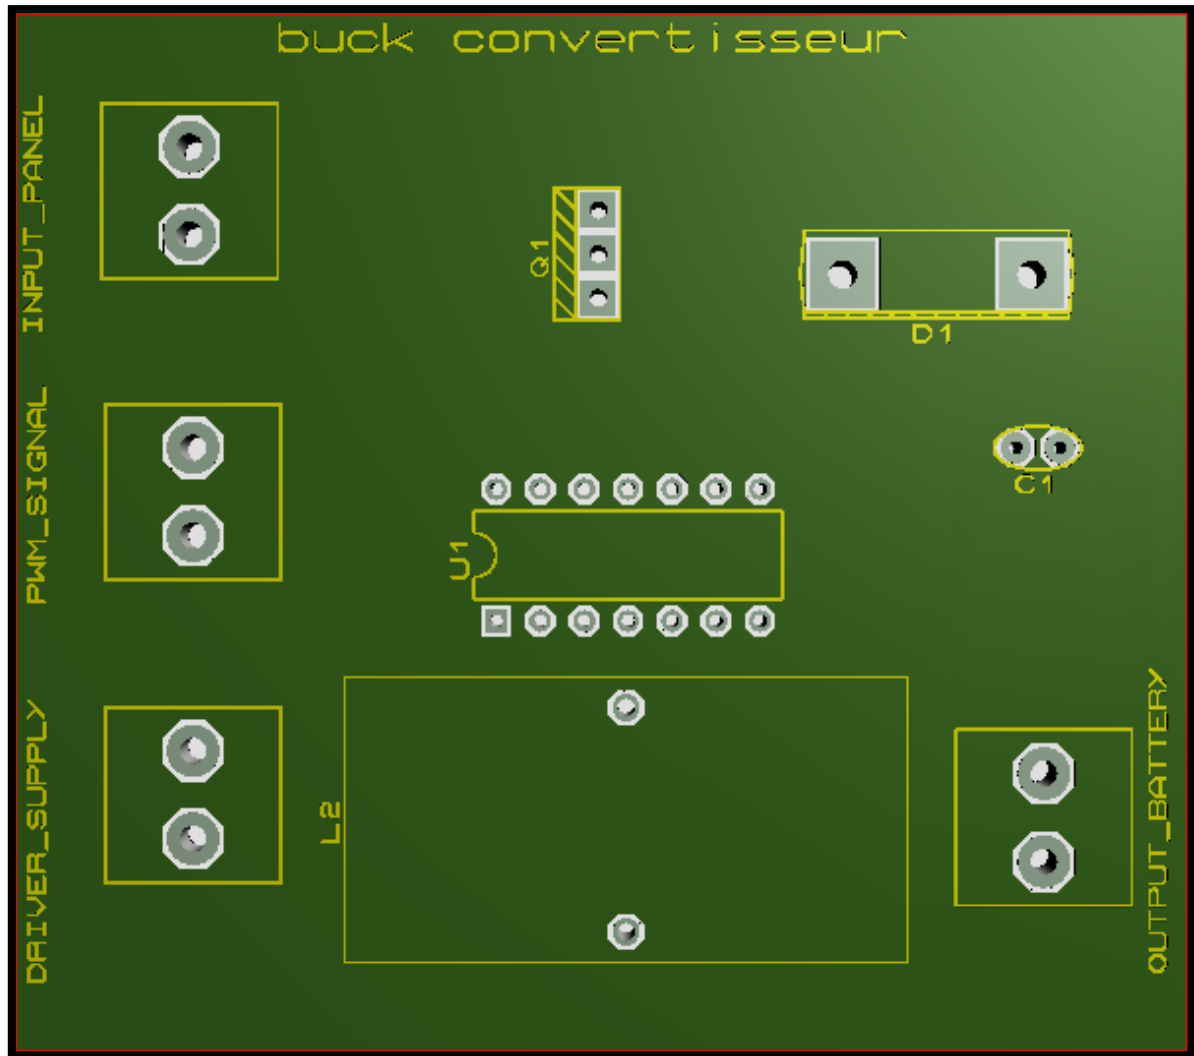 buck convertisseur
INPUT_PANEL
Q1
D1
PWM_SIGNAL
C1
U1
DRIVER_SUPPLY
L2
OUTPUT_BATTERY